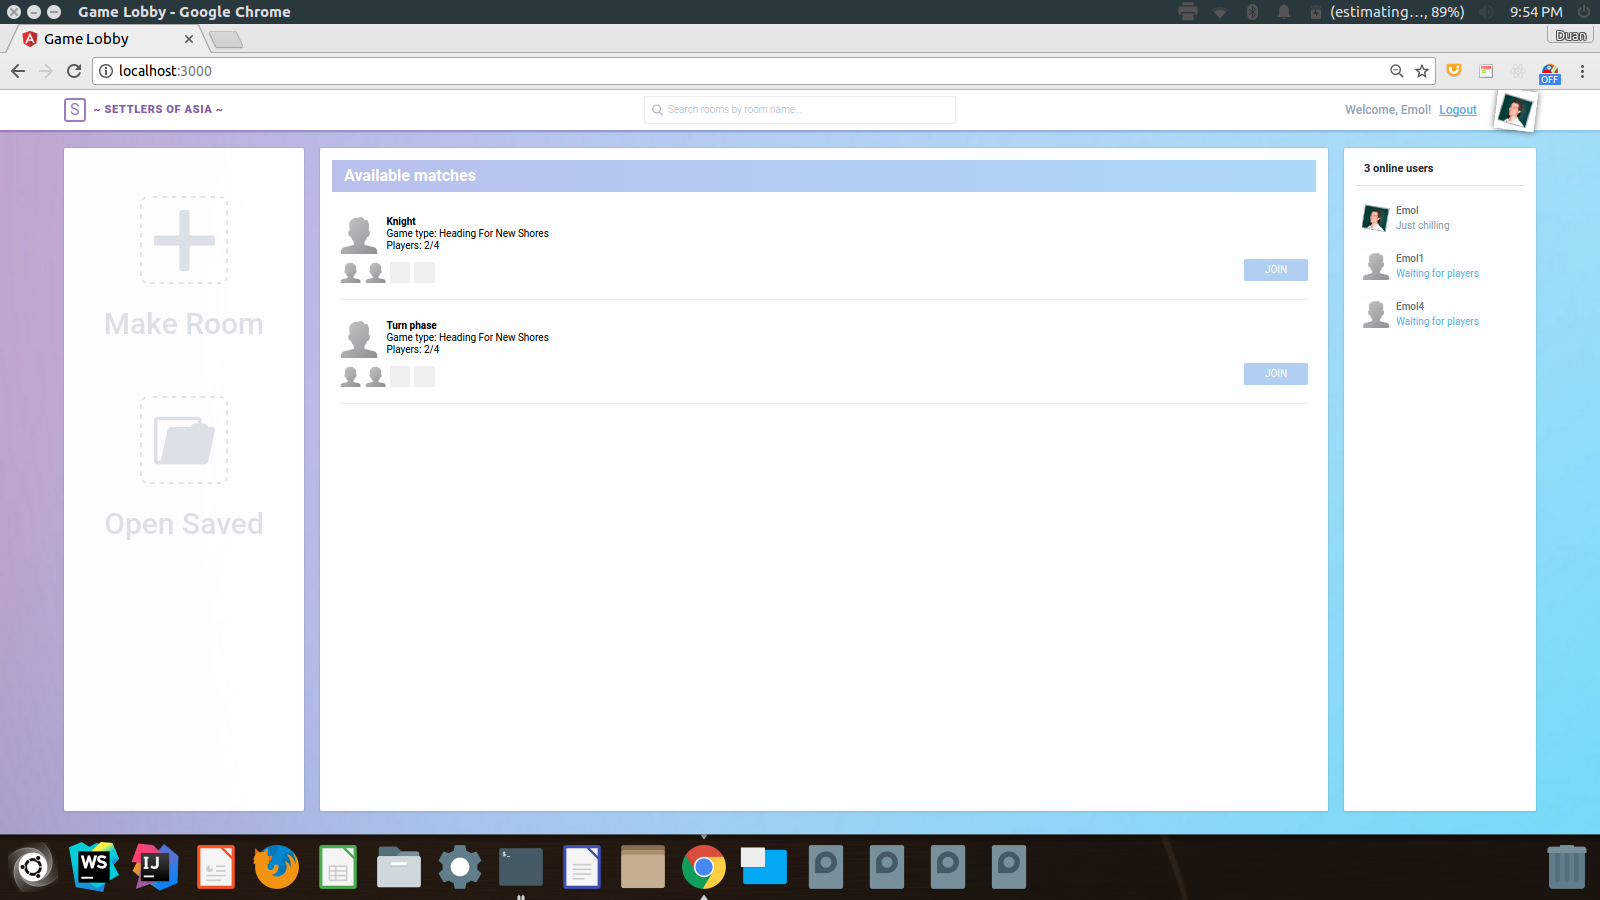 Game Lobby - Google Chrome
(estimating..., 89%) 9:54 PM
Game Lobby
Duan
localhost:3000
OFF
S ~ SETTLERS OF ASIA ~
Search rooms by room name...
Welcome, Emol! Logout
Make Room
Open Saved
Available matches
Knight
Game type: Heading For New Shores
Players: 2/4
JOIN
Turn phase
Game type: Heading For New Shores
Players: 2/4
JOIN
3 online users
Emol
Just chilling
Emol1
Waiting for players
Emol4
Waiting for players
WS
IJ
$_